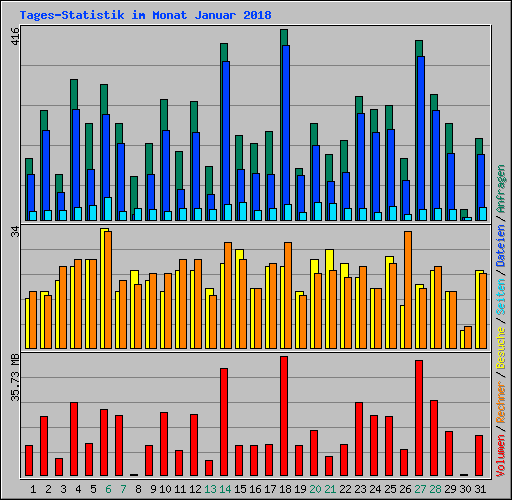 Tages-Statistik im Monat Januar 2018
416
34
35.73 MB
Volumen / Rechner / Besuche / Seiten / Dateien / Anfragen
1 2 3 4 5 6 7 8 9 10 11 12 13 14 15 16 17 18 19 20 21 22 23 24 25 26 27 28 29 30 31